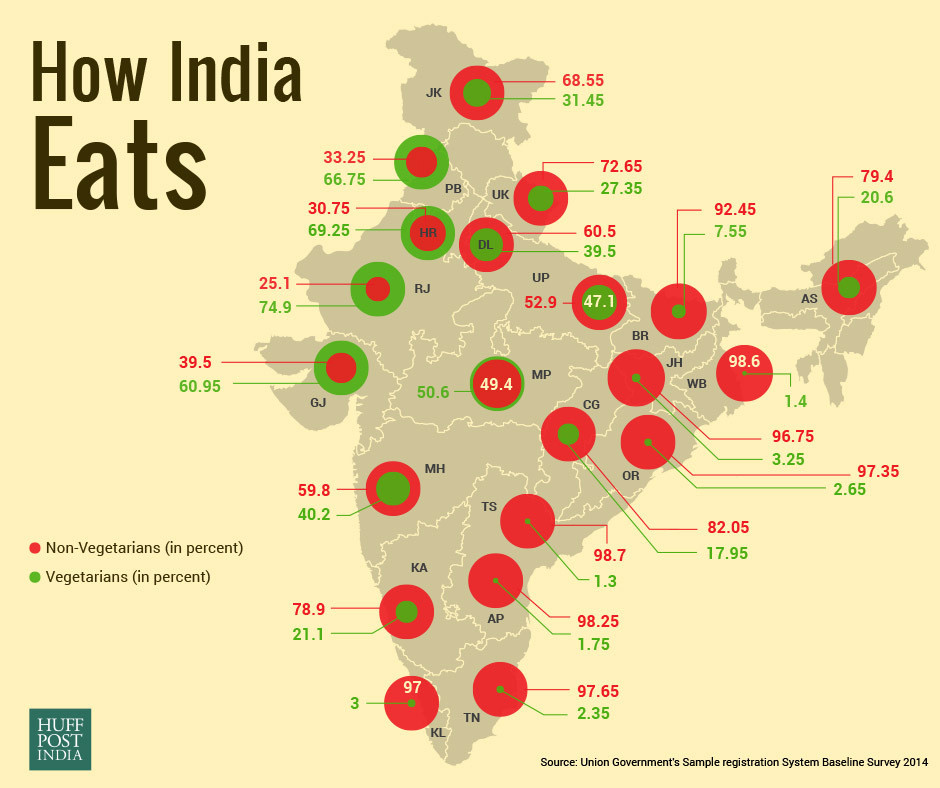 How India
Eats
JK
68.55
31.45
33.25
66.75
PB
UK
72.65
27.35
79.4
20.6
30.75
69.25
HR
DL
60.5
39.5
92.45
7.55
25.1
74.9
RJ
UP
52.9
47.1
BR
AS
39.5
60.95
GJ
50.6
49.4
MP
JH
WB
98.6
1.4
CG
96.75
3.25
OR
97.35
2.65
MH
59.8
40.2
TS
82.05
17.95
98.7
1.3
Non-Vegetarians (in percent)
Vegetarians (in percent)
KA
78.9
21.1
AP
98.25
1.75
97
3
KL
TN
97.65
2.35
HUFF
POST
INDIA
Source: Union Government's Sample registration System Baseline Survey 2014